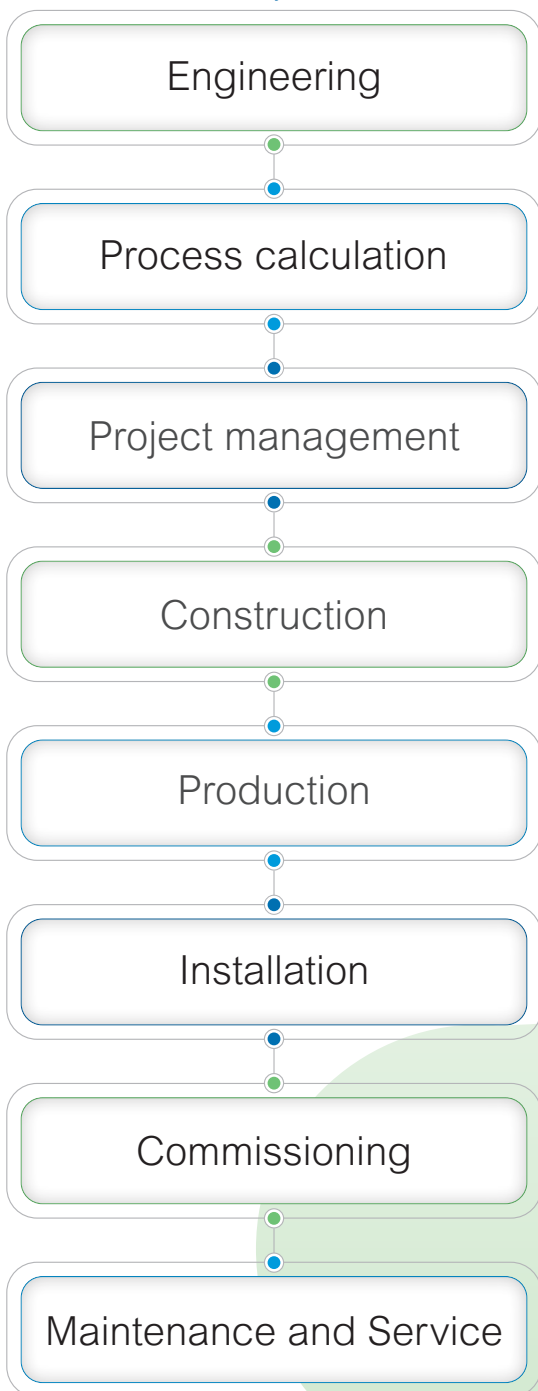 Engineering
Process calculation
Project management
Construction
Production
Installation
Commissioning
Maintenance and Service